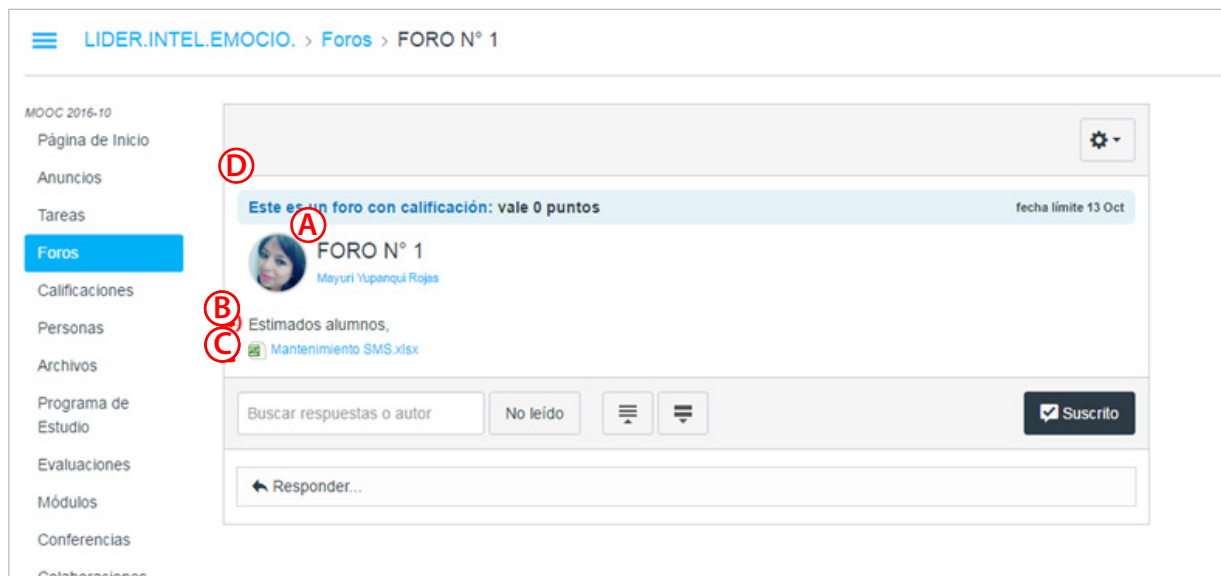 LIDER.INTEL.EMOCIO. > Foros > FORO N° 1
MOOC 2016-10
Página de Inicio
Anuncios
Tareas
Foros
Calificaciones
Personas
Archivos
Programa de
Estudio
Evaluaciones
Módulos
Conferencias
Colaboraciones
D
Este es un foro con calificación: vale 0 puntos
fecha límite 13 Oct
A
FORO N° 1
Mayuri Yupanqui Rojas
B
Estimados alumnos,
C
Mantenimiento SMS.xlsx
Buscar respuestas o autor
No leído
Suscrito
Responder...